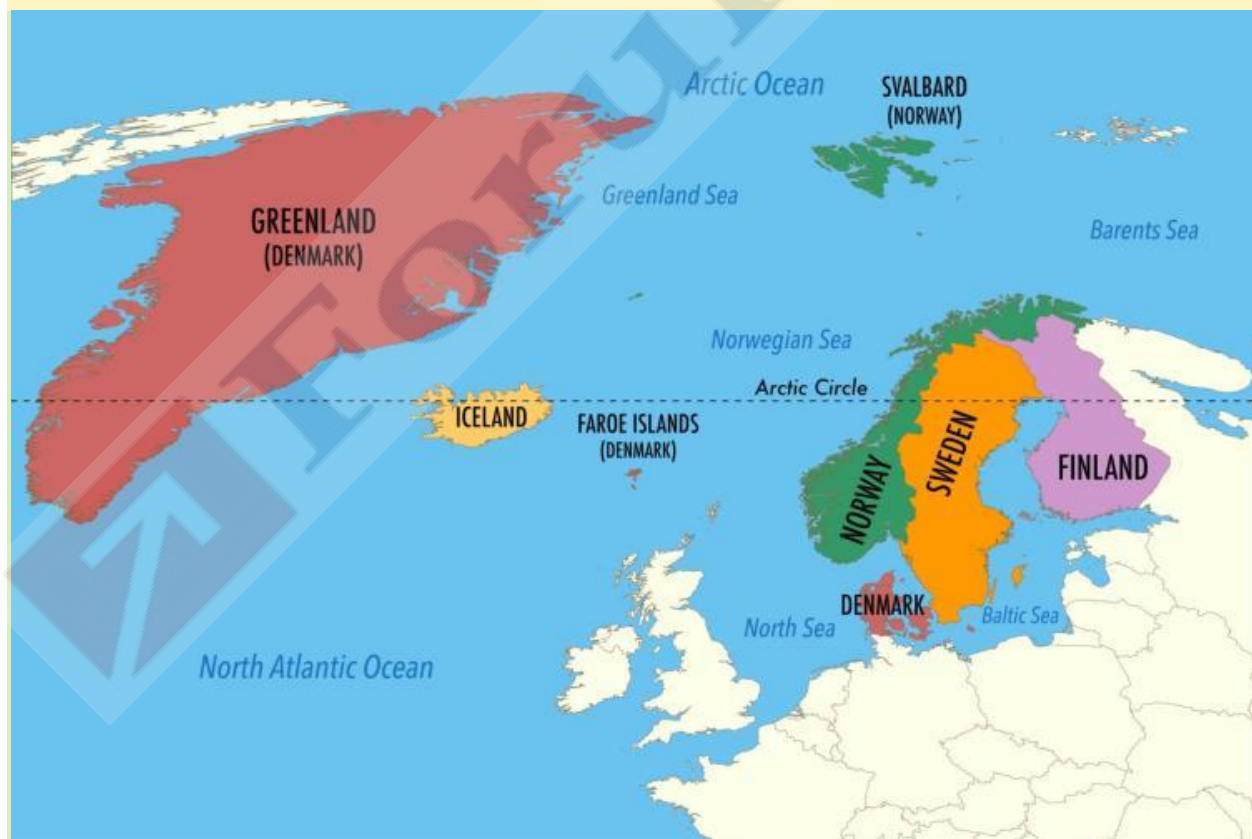 Arctic Ocean
SVALBARD
(NORWAY)
Greenland Sea
GREENLAND
(DENMARK)
Barents Sea
Norwegian Sea
Arctic Circle
ICELAND
FAROE ISLANDS
(DENMARK)
NORWAY
SWEDEN
FINLAND
DENMARK
Baltic Sea
North Sea
North Atlantic Ocean